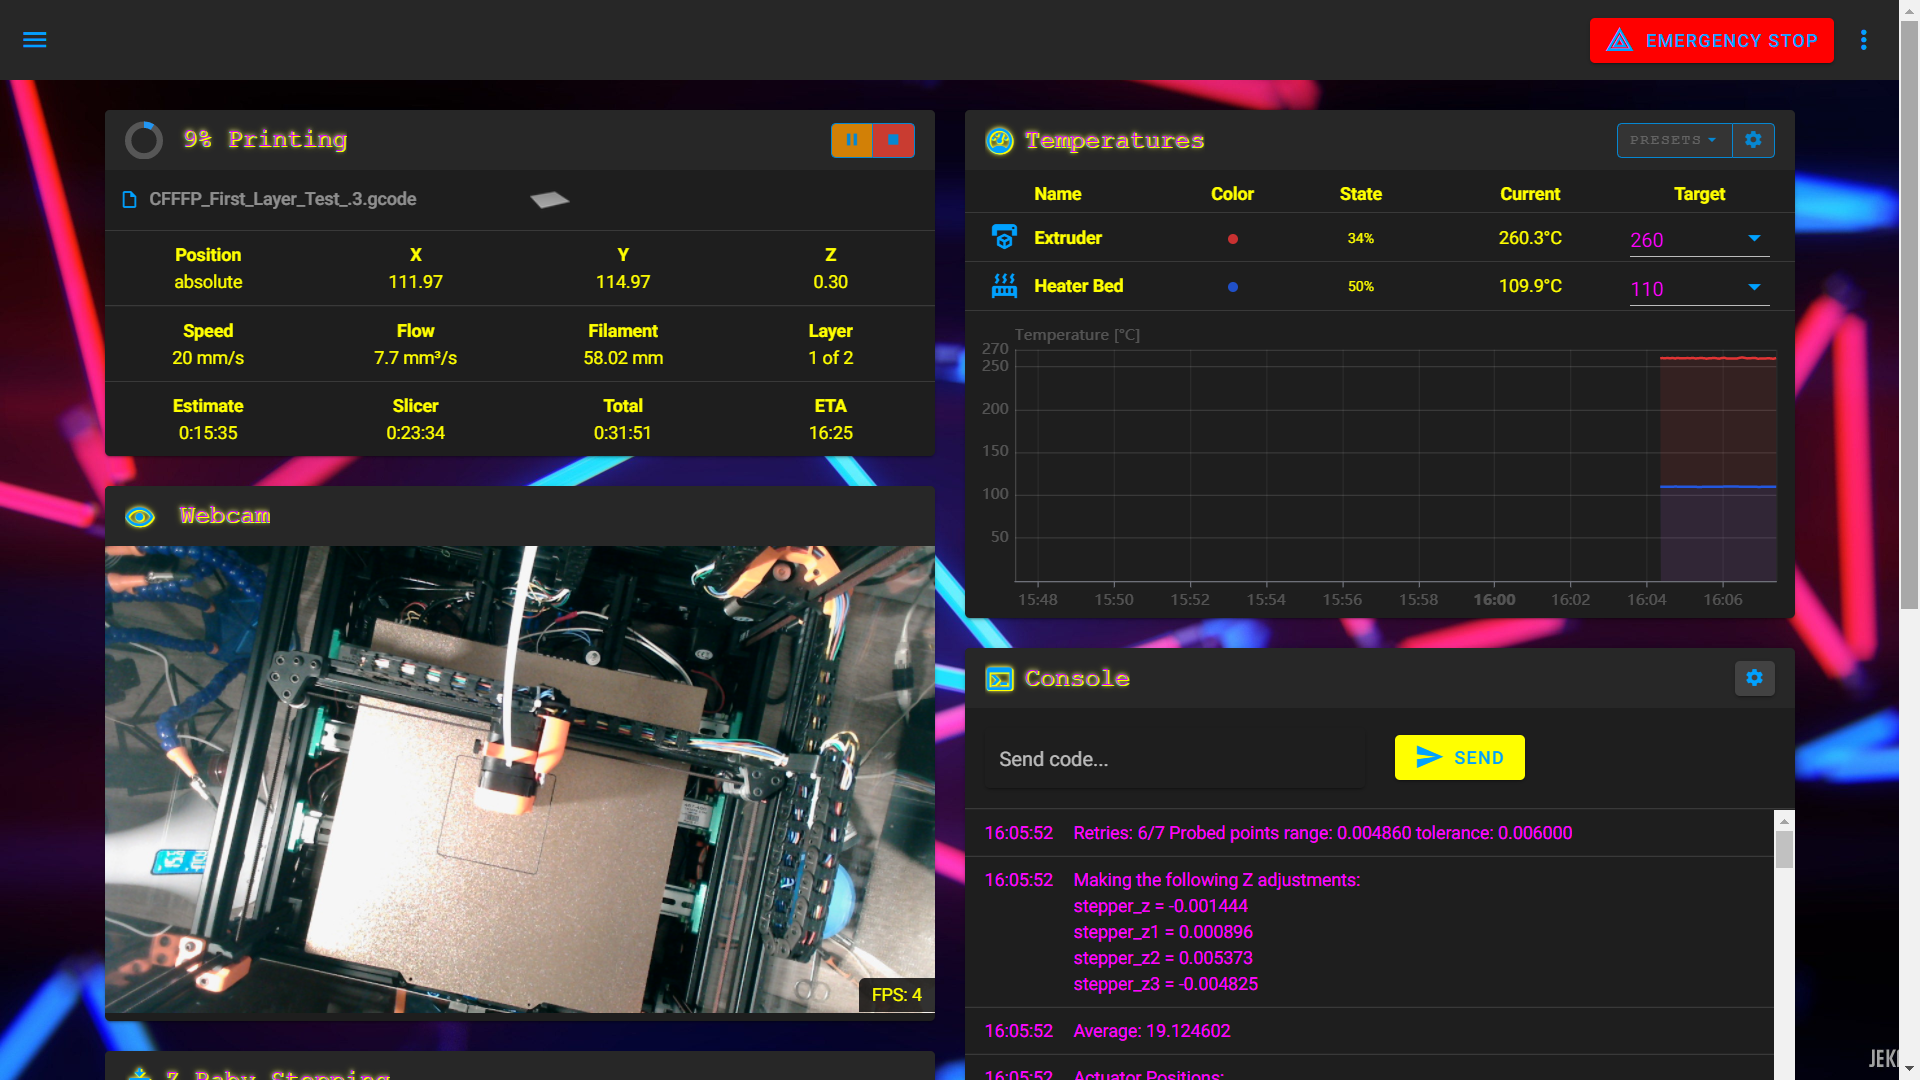 EMERGENCY STOP
9% Printing
CFFFP_First_Layer_Test_.3.gcode
Position X Y Z
absolute 111.97 114.97 0.30
Speed Flow Filament Layer
20 mm/s 7.7 mm³/s 58.02 mm 1 of 2
Estimate Slicer Total ETA
0:15:35 0:23:34 0:31:51 16:25
Webcam
FPS: 4
Z Baby Stepping
Temperatures
PRESETS
Name Color State Current Target
Extruder 34% 260.3°C 260
Heater Bed 50% 109.9°C 110
Temperature [°C]
270
250
200
150
100
50
15:48 15:50 15:52 15:54 15:56 15:58 16:00 16:02 16:04 16:06
Console
Send code...
SEND
16:05:52 Retries: 6/7 Probed points range: 0.004860 tolerance: 0.006000
16:05:52 Making the following Z adjustments:
stepper_z = -0.001444
stepper_z1 = 0.000896
stepper_z2 = 0.005373
stepper_z3 = -0.004825
16:05:52 Average: 19.124602
16:05:52 Actuator Positions: